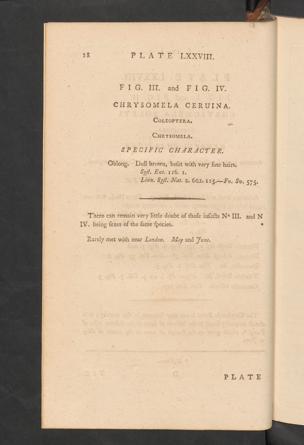 28 PLATE LXXVIII.
FIG. III. and FIG. IV.
CHRYSOMELA CERUINA.
COLEOPTERA.
CHRYSOMELA.
SPECIFIC CHARACTER.
Oblong. Dull brown, beset with very fine hairs.
Syst. Ent. 116. 1.
Linn. Syst. Nat. 2. 602. 115.—Fn. Sv. 575.
There can remain very little doubt of those insects No III. and N
IV. being sexes of the same species.
Rarely met with near London. May and June.
PLATE